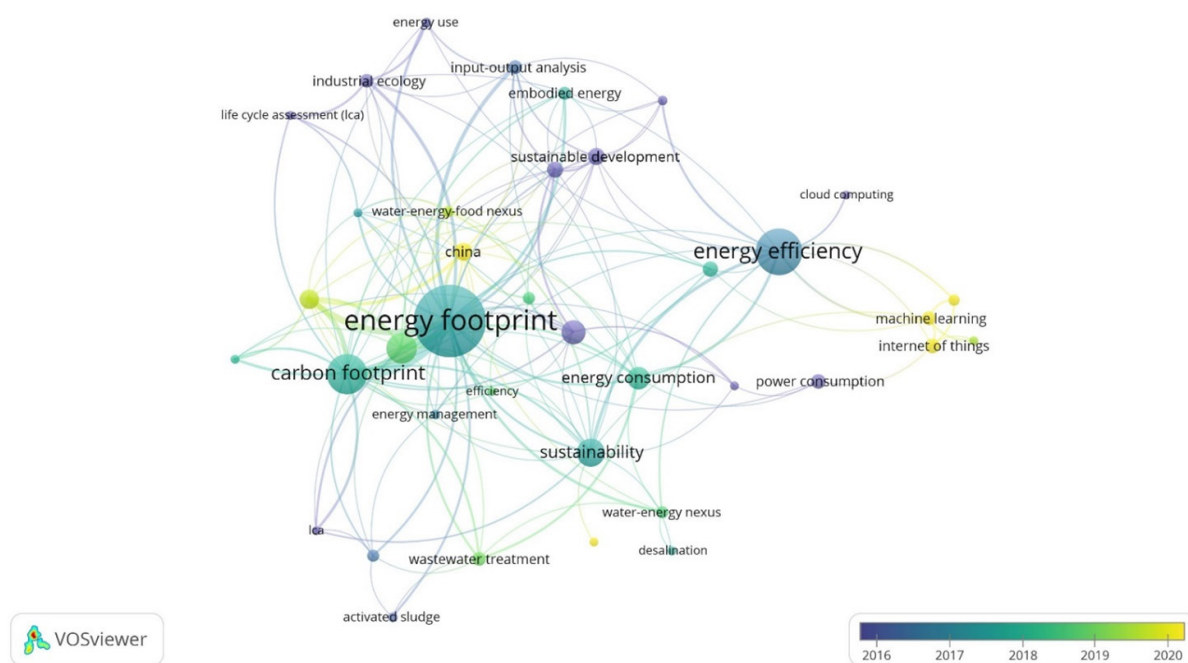 energy use
input-output analysis
industrial ecology
embodied energy
life cycle assessment (lca)
sustainable development
cloud computing
water-energy-food nexus
china
energy efficiency
energy footprint
machine learning
internet of things
carbon footprint
energy consumption
power consumption
efficiency
energy management
sustainability
water-energy nexus
lca
desalination
wastewater treatment
activated sludge
VOSviewer
2016 2017 2018 2019 2020